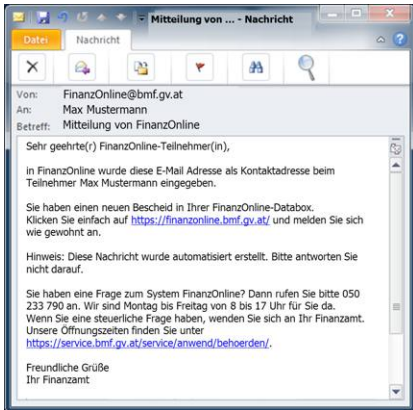 Mitteilung von ... - Nachricht
Datei Nachricht
Von: FinanzOnline@bmf.gv.at
An: Max Mustermann
Betreff: Mitteilung von FinanzOnline
Sehr geehrte(r) FinanzOnline-Teilnehmer(in),
in FinanzOnline wurde diese E-Mail Adresse als Kontaktadresse beim
Teilnehmer Max Mustermann eingegeben.
Sie haben einen neuen Bescheid in Ihrer FinanzOnline-Databox.
Klicken Sie einfach auf https://finanzonline.bmf.gv.at/ und melden Sie sich
wie gewohnt an.
Hinweis: Diese Nachricht wurde automatisiert erstellt. Bitte antworten Sie
nicht darauf.
Sie haben eine Frage zum System FinanzOnline? Dann rufen Sie bitte 050
233 790 an. Wir sind Montag bis Freitag von 8 bis 17 Uhr für Sie da.
Wenn Sie eine steuerliche Frage haben, wenden Sie sich an Ihr Finanzamt.
Unsere Öffnungszeiten finden Sie unter
https://service.bmf.gv.at/service/anwend/behoerden/.
Freundliche Grüße
Ihr Finanzamt